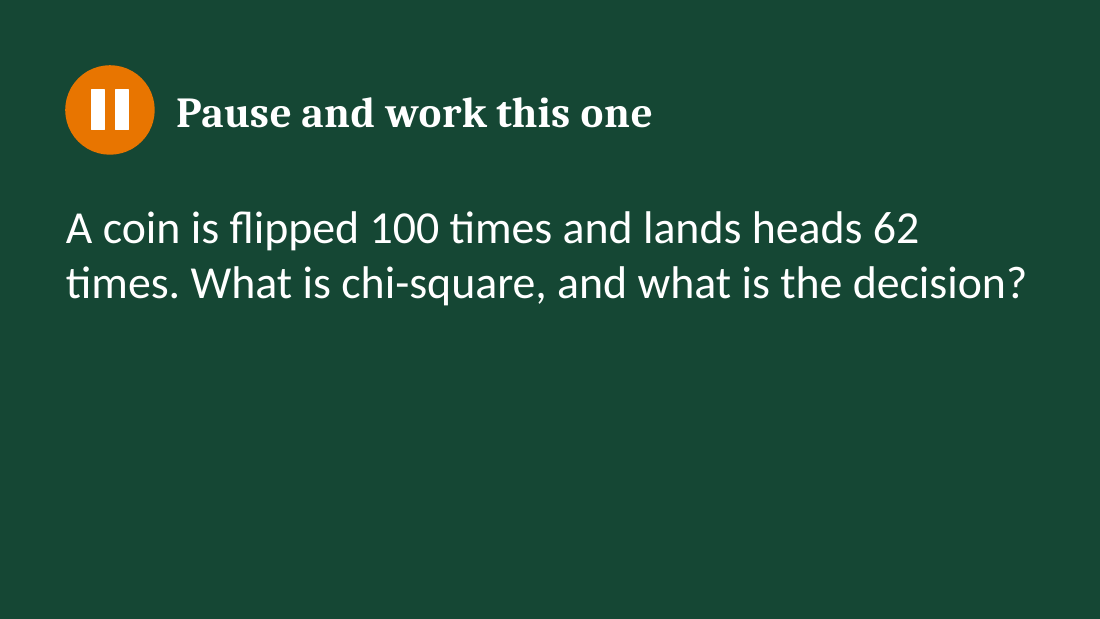 Pause and work this one
A coin is flipped 100 times and lands heads 62
times. What is chi-square, and what is the decision?